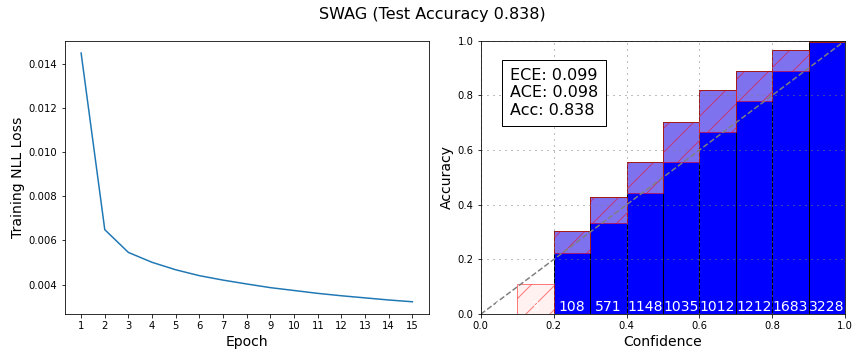 SWAG (Test Accuracy 0.838)
Training NLL Loss
0.014
0.012
0.010
0.008
0.006
0.004
1 2 3 4 5 6 7 8 9 10 11 12 13 14 15
Epoch
Accuracy
1.0
0.8
0.6
0.4
0.2
0.0
ECE: 0.099
ACE: 0.098
Acc: 0.838
108 571 1148 1035 1012 1212 1683 3228
0.0 0.2 0.4 0.6 0.8 1.0
Confidence